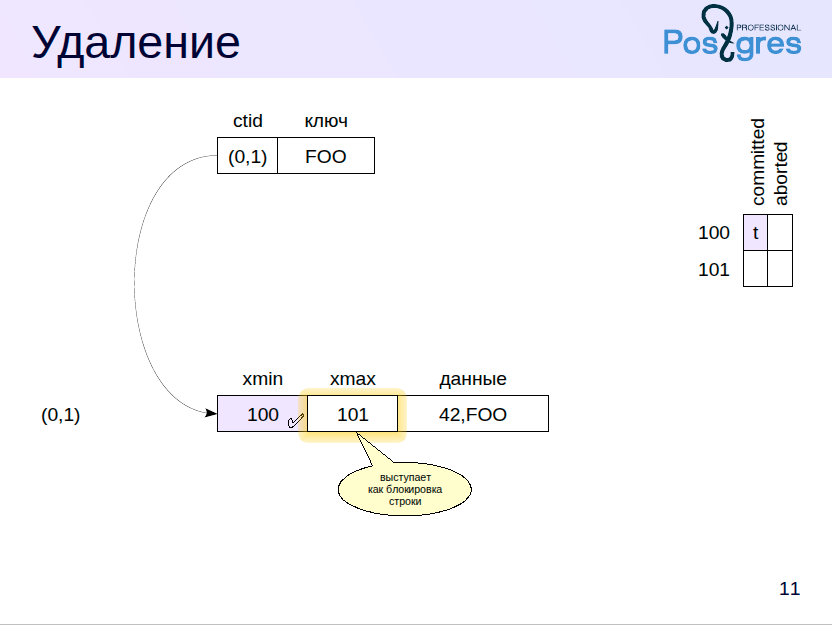 Удаление
PROFESSIONAL
Postgres
ctid ключ
(0,1) FOO
committed
aborted
100 t
101
xmin xmax данные
(0,1) 100 101 42,FOO
выступает
как блокировка
строки
11